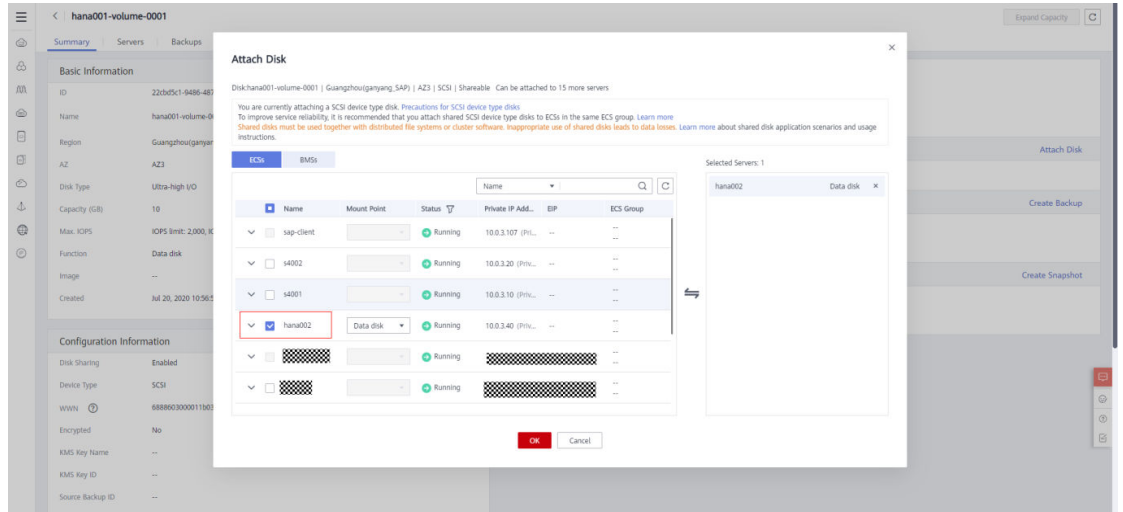 hana001-volume-0001
Expand Capacity
Summary
Servers
Backups
Attach Disk
Basic Information
Disk:hana001-volume-0001 | Guangzhou(ganyang_SAP) | AZ3 | SCSI | Shareable Can be attached to 15 more servers
ID
22cbd5c1-9486-487
You are currently attaching a SCSI device type disk. Precautions for SCSI device type disks
Name
hana001-volume-0
To improve service reliability, it is recommended that you attach shared SCSI device type disks to ECSs in the same ECS group. Learn more
Shared disks must be used together with distributed file systems or cluster software. Inappropriate use of shared disks leads to data losses. Learn more about shared disk application scenarios and usage
instructions.
Region
Guangzhou(ganyan
Attach Disk
ECSs
BMSs
Selected Servers: 1
AZ
AZ3
Disk Type
Ultra-high I/O
Name
hana002
Data disk
Create Backup
Capacity (GB)
10
Name
Mount Point
Status
Private IP Add...
EIP
ECS Group
Max. IOPS
IOPS limit: 2,000, IO
sap-client
Running
10.0.3.107 (Pri...
--
--
--
Function
Data disk
s4002
Running
10.0.3.20 (Priv...
--
--
--
Image
--
Create Snapshot
Created
Jul 20, 2020 10:56:5
s4001
Running
10.0.3.10 (Priv...
--
--
--
hana002
Data disk
Running
10.0.3.40 (Priv...
--
--
--
Configuration Information
Disk Sharing
Enabled
Running
--
--
Device Type
SCSI
Running
--
--
WWN
6888603000011b03
Encrypted
No
OK
Cancel
KMS Key Name
--
KMS Key ID
--
Source Backup ID
--